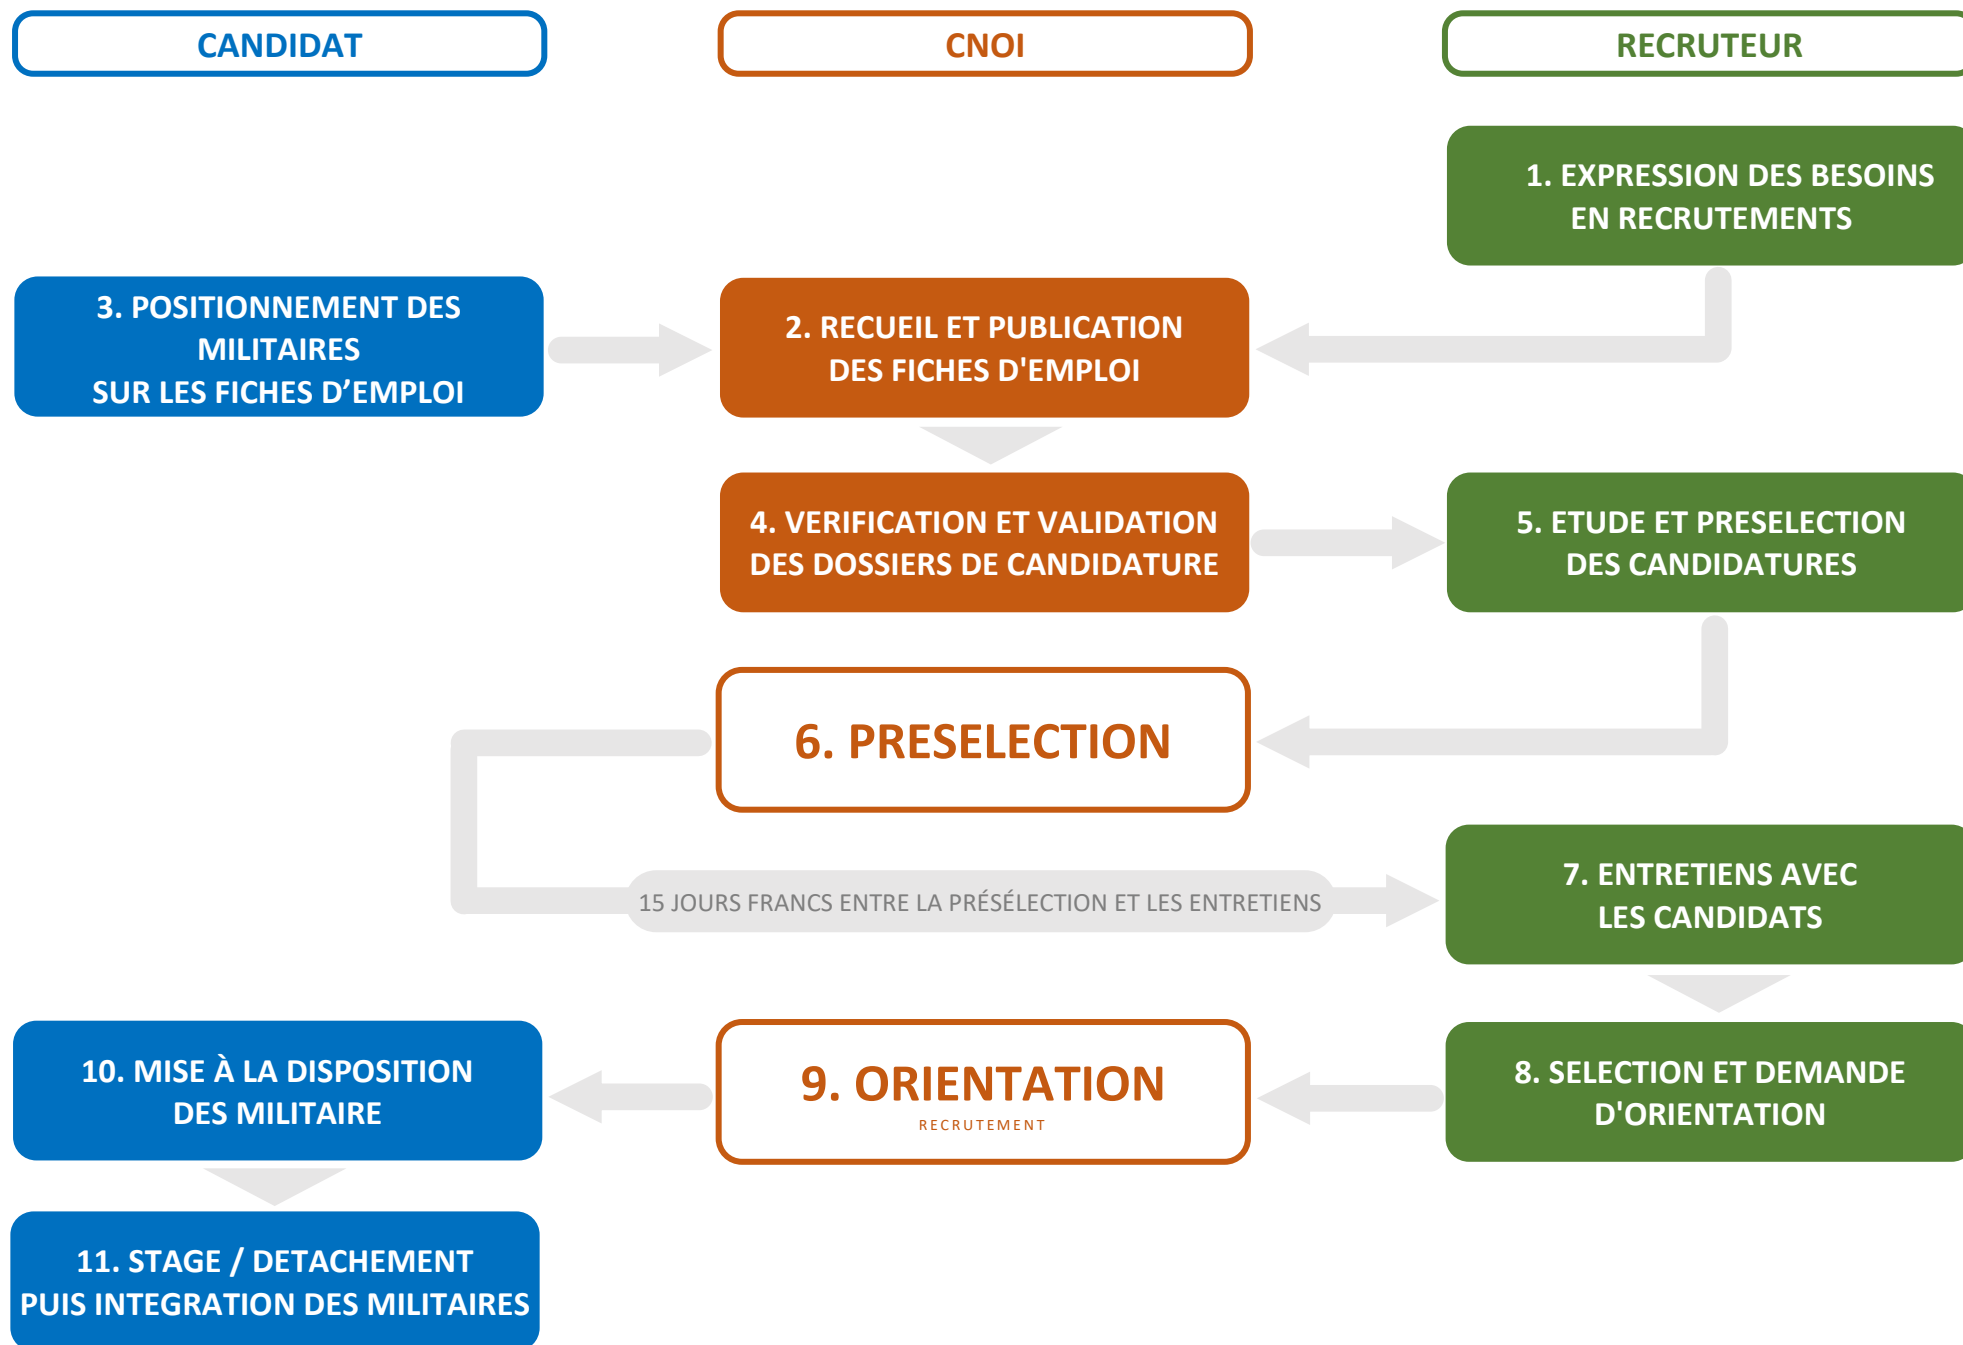 CANDIDAT
CNOI
RECRUTEUR
1. EXPRESSION DES BESOINS
EN RECRUTEMENTS
3. POSITIONNEMENT DES
MILITAIRES
SUR LES FICHES D’EMPLOI
2. RECUEIL ET PUBLICATION
DES FICHES D'EMPLOI
4. VERIFICATION ET VALIDATION
DES DOSSIERS DE CANDIDATURE
5. ETUDE ET PRESELECTION
DES CANDIDATURES
6. PRESELECTION
15 JOURS FRANCS ENTRE LA PRÉSÉLECTION ET LES ENTRETIENS
7. ENTRETIENS AVEC
LES CANDIDATS
10. MISE À LA DISPOSITION
DES MILITAIRE
9. ORIENTATION
RECRUTEMENT
8. SELECTION ET DEMANDE
D'ORIENTATION
11. STAGE / DETACHEMENT
PUIS INTEGRATION DES MILITAIRES